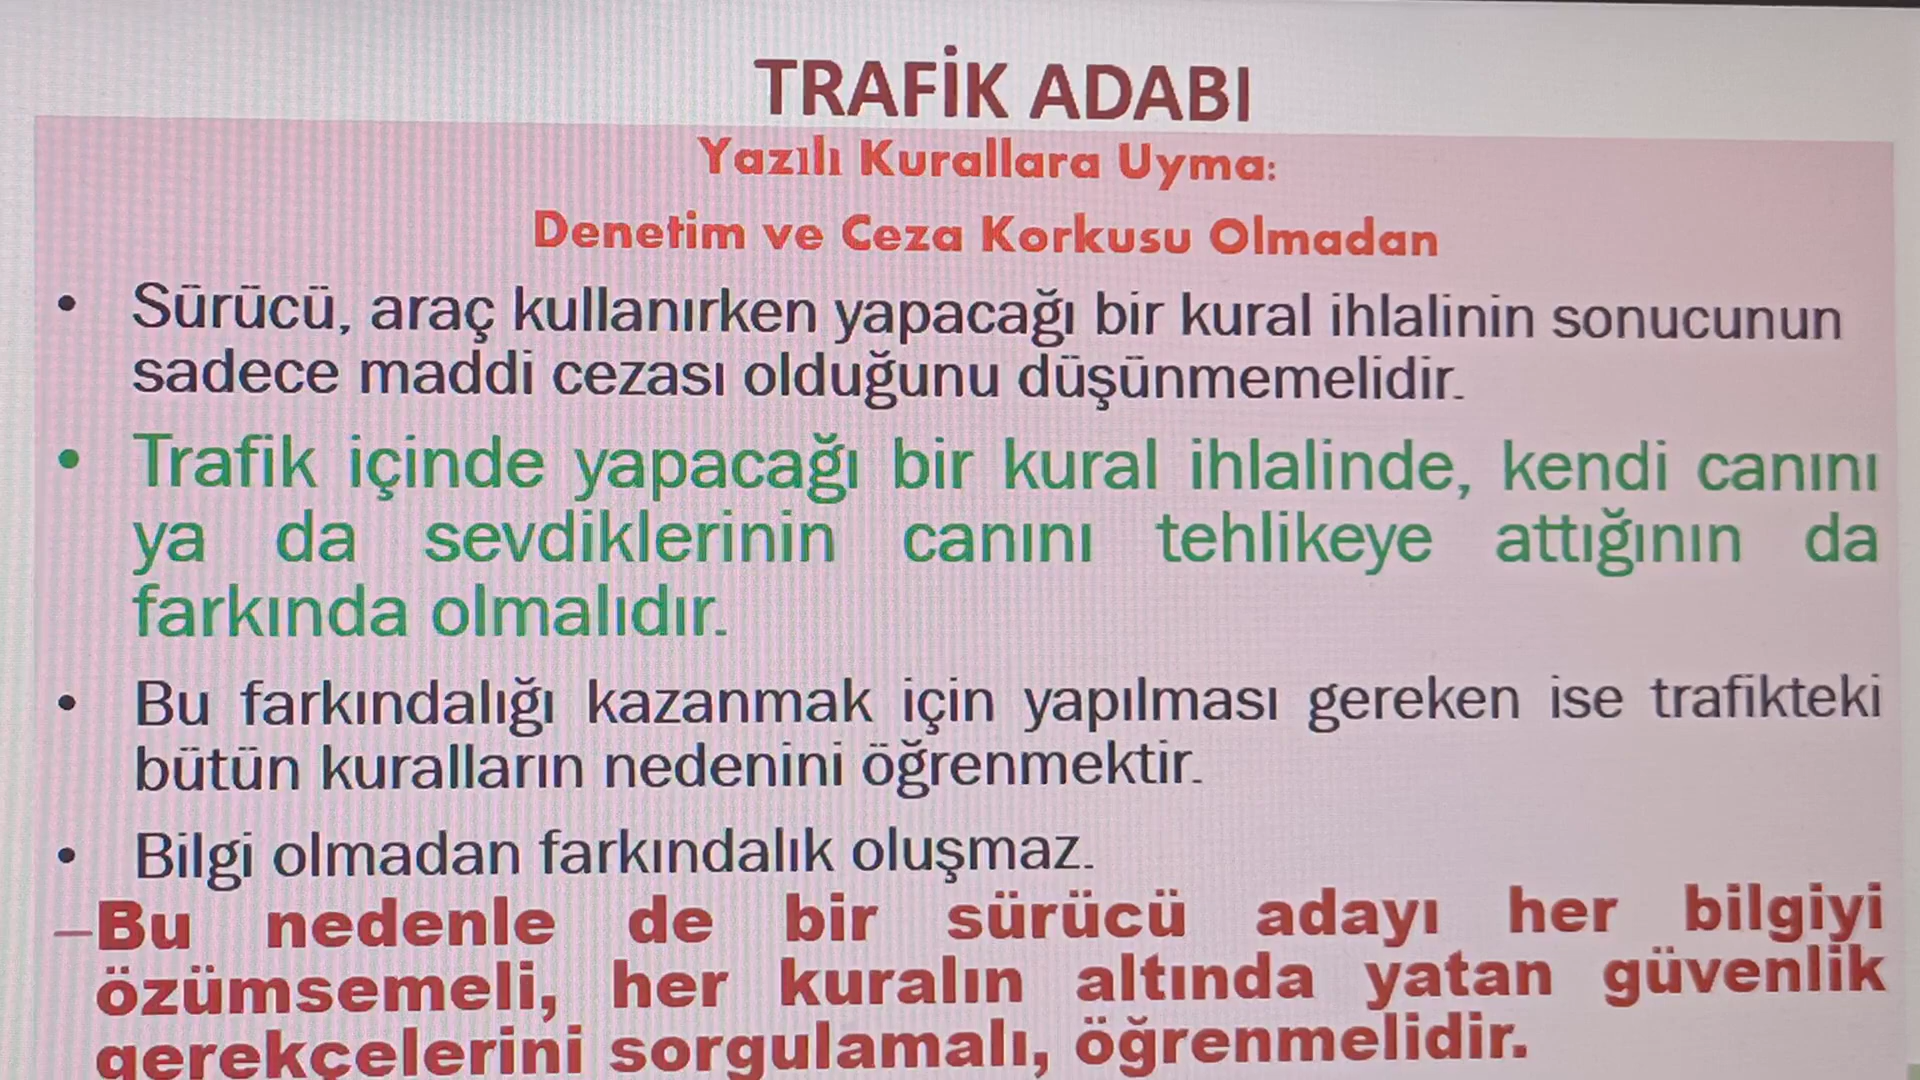 TRAFİK ADABI
Yazılı Kurallara Uyma:
Denetim ve Ceza Korkusu Olmadan
• Sürücü, araç kullanırken yapacağı bir kural ihlalinin sonucunun
sadece maddi cezası olduğunu düşünmemelidir.
• Trafik içinde yapacağı bir kural ihlalinde, kendi canını
ya da sevdiklerinin canını tehlikeye attığının da
farkında olmalıdır.
• Bu farkındalığı kazanmak için yapılması gereken ise trafikteki
bütün kuralların nedenini öğrenmektir.
• Bilgi olmadan farkındalık oluşmaz.
–Bu nedenle de bir sürücü adayı her bilgiyi
özümsemeli, her kuralın altında yatan güvenlik
gerekçelerini sorgulamalı, öğrenmelidir.